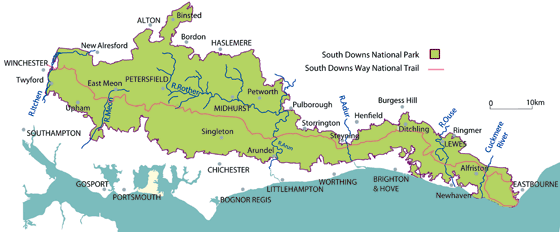 Binsted
ALTON
Bordon
New Alresford
HASLEMERE
WINCHESTER
South Downs National Park
South Downs Way National Trail
Twyford
East Meon
PETERSFIELD
R.Rother
Petworth
R.Itchen
R.Meon
MIDHURST
Pulborough
R.Adur
Burgess Hill
0 10km
Upham
Storrington
Henfield
R.Ouse
SOUTHAMPTON
Singleton
Steyning
Ditchling
Ringmer
LEWES
Cuckmere
River
Arundel
R.Arun
CHICHESTER
Alfriston
GOSPORT
PORTSMOUTH
BOGNOR REGIS
LITTLEHAMPTON
WORTHING
BRIGHTON
& HOVE
Newhaven
EASTBOURNE